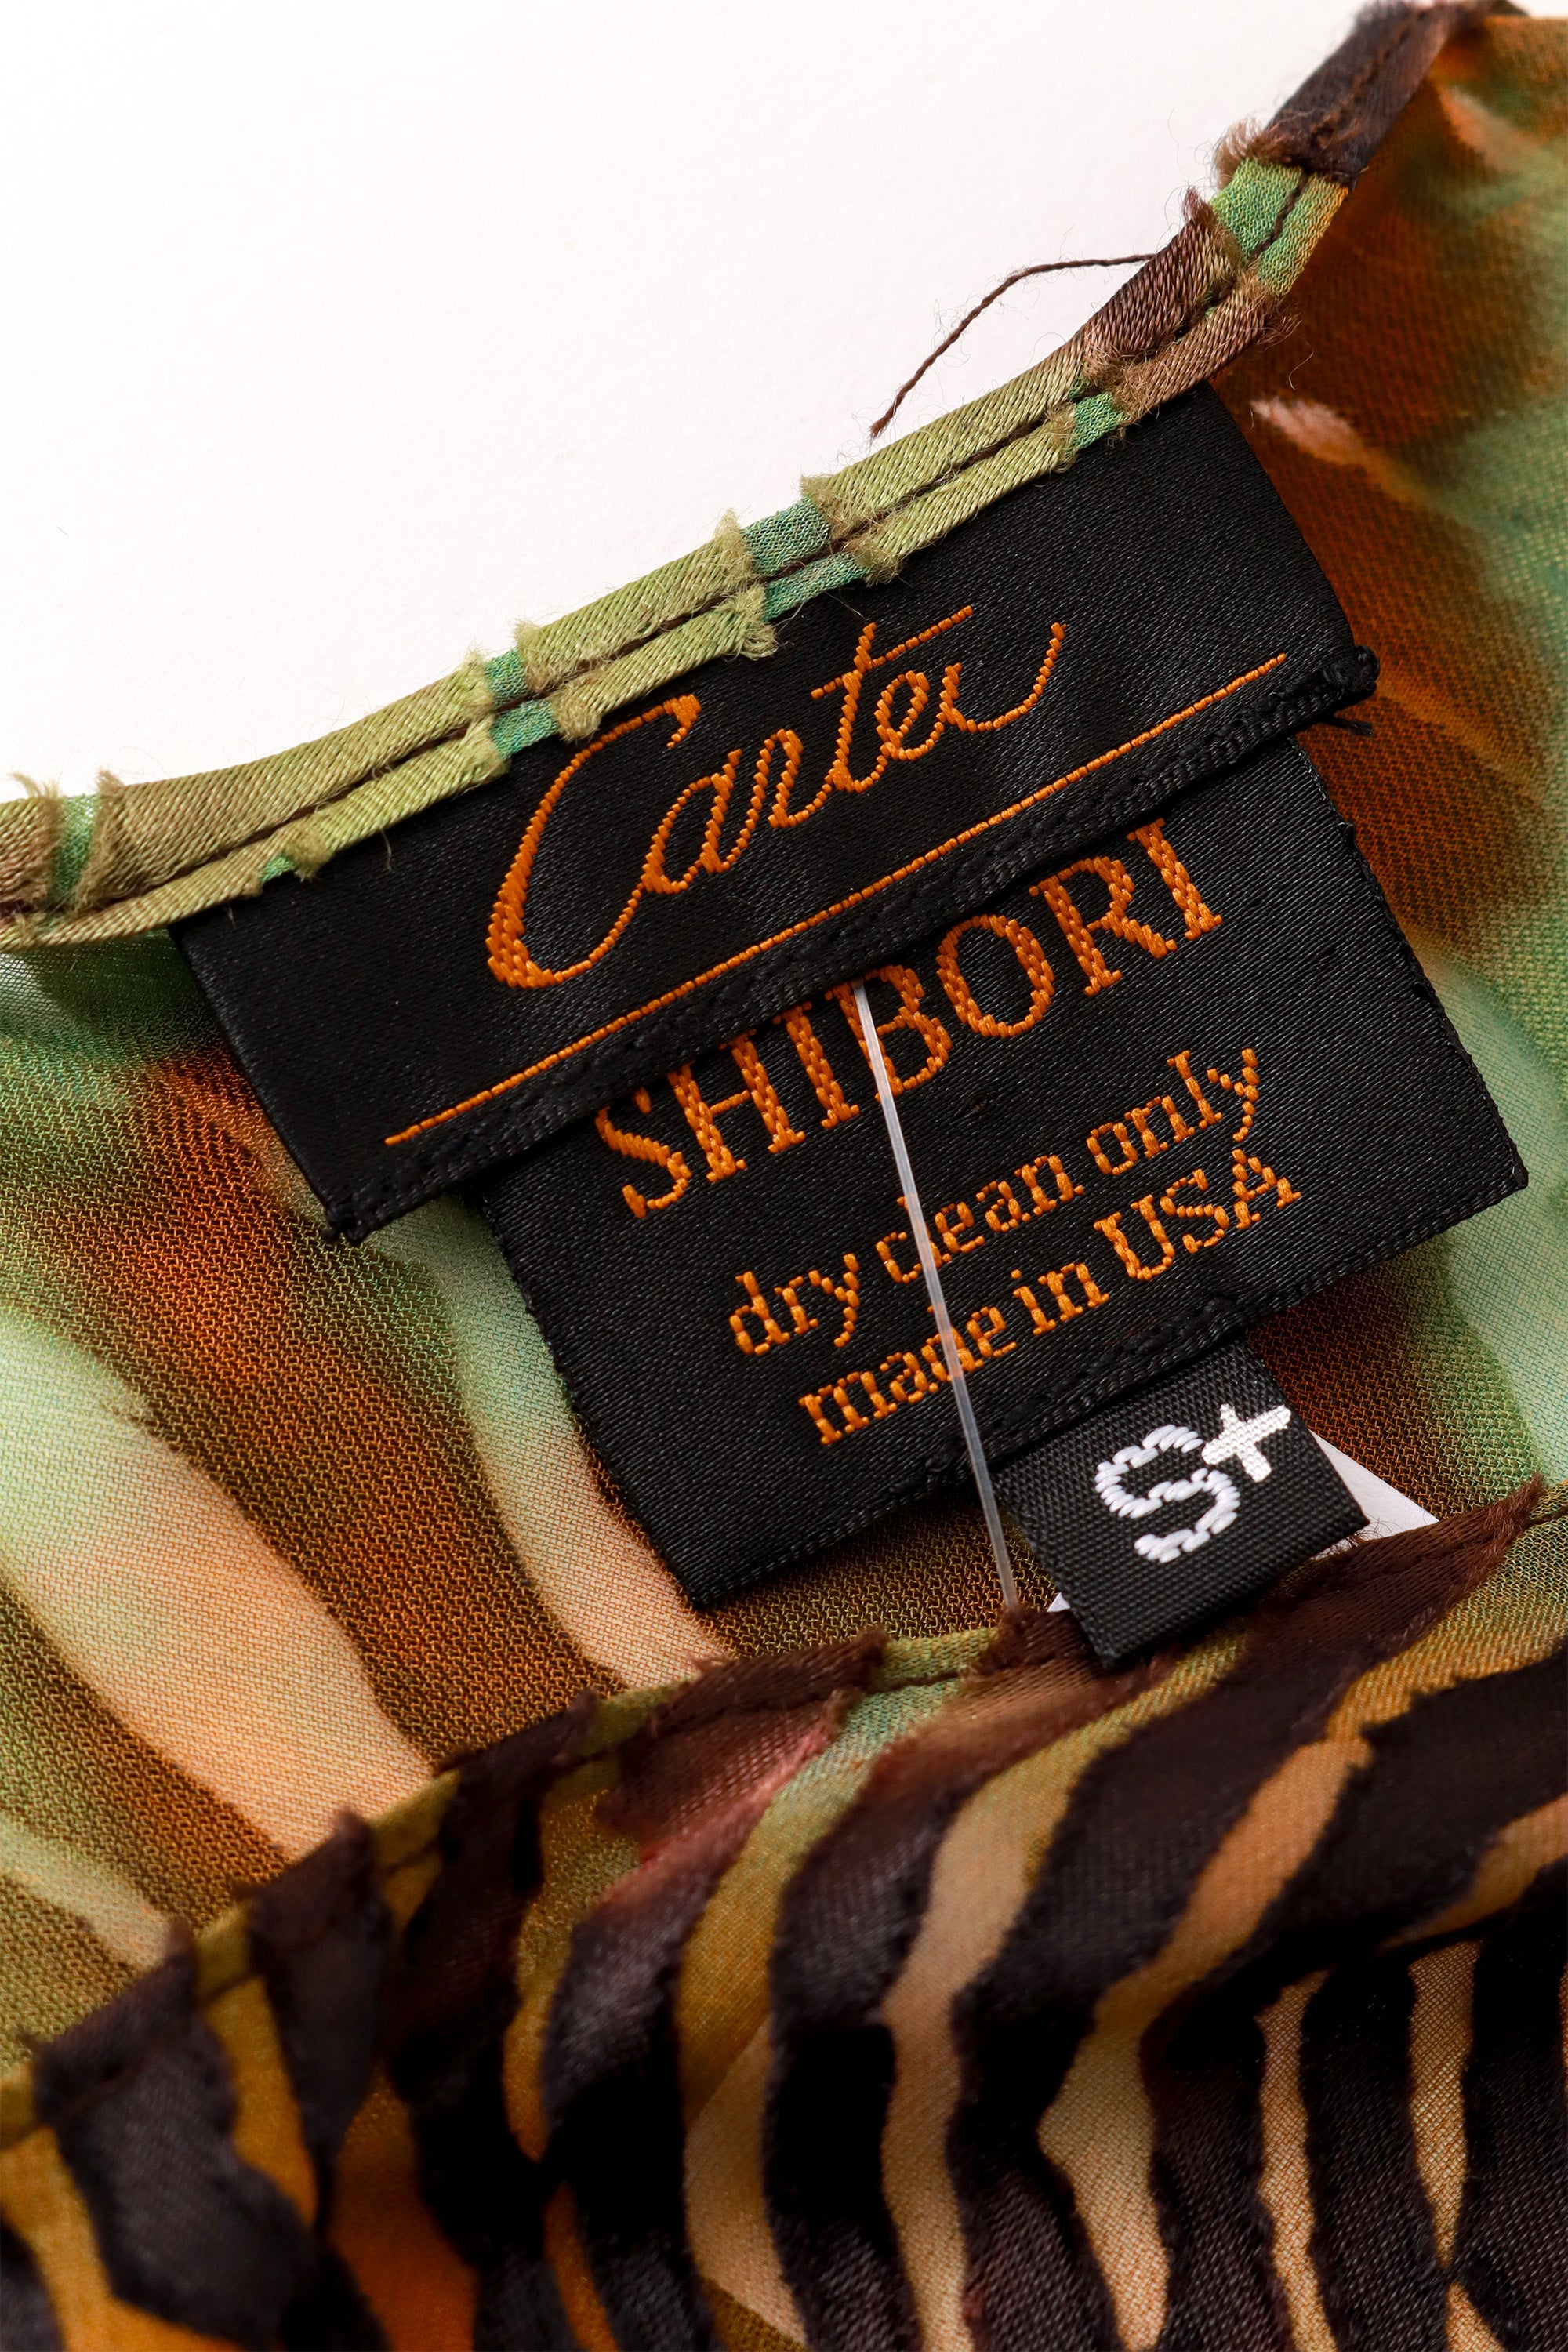 Carter
SHIBORI
dry clean only
made in USA
S+